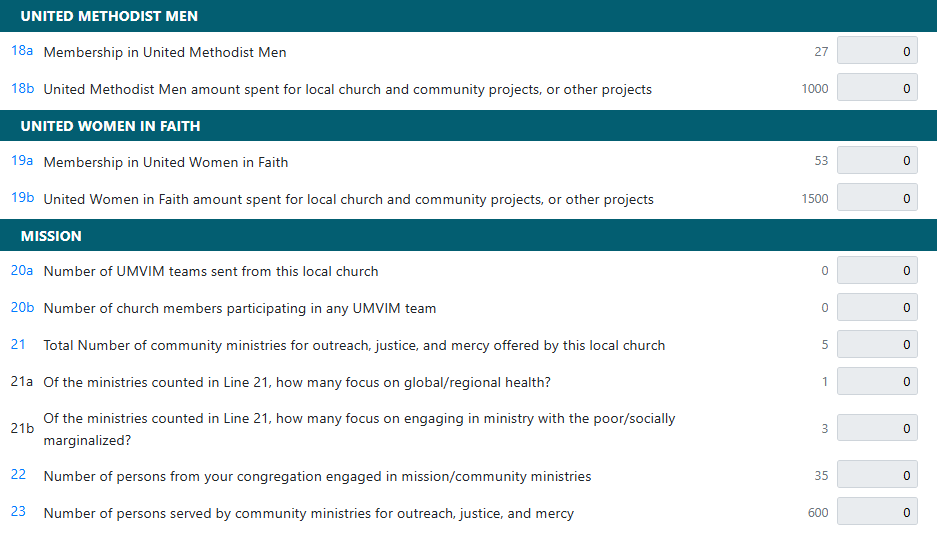 UNITED METHODIST MEN
18a Membership in United Methodist Men 27 0
18b United Methodist Men amount spent for local church and community projects, or other projects 1000 0
UNITED WOMEN IN FAITH
19a Membership in United Women in Faith 53 0
19b United Women in Faith amount spent for local church and community projects, or other projects 1500 0
MISSION
20a Number of UMVIM teams sent from this local church 0 0
20b Number of church members participating in any UMVIM team 0 0
21 Total Number of community ministries for outreach, justice, and mercy offered by this local church 5 0
21a Of the ministries counted in Line 21, how many focus on global/regional health? 1 0
21b Of the ministries counted in Line 21, how many focus on engaging in ministry with the poor/socially
marginalized? 3 0
22 Number of persons from your congregation engaged in mission/community ministries 35 0
23 Number of persons served by community ministries for outreach, justice, and mercy 600 0